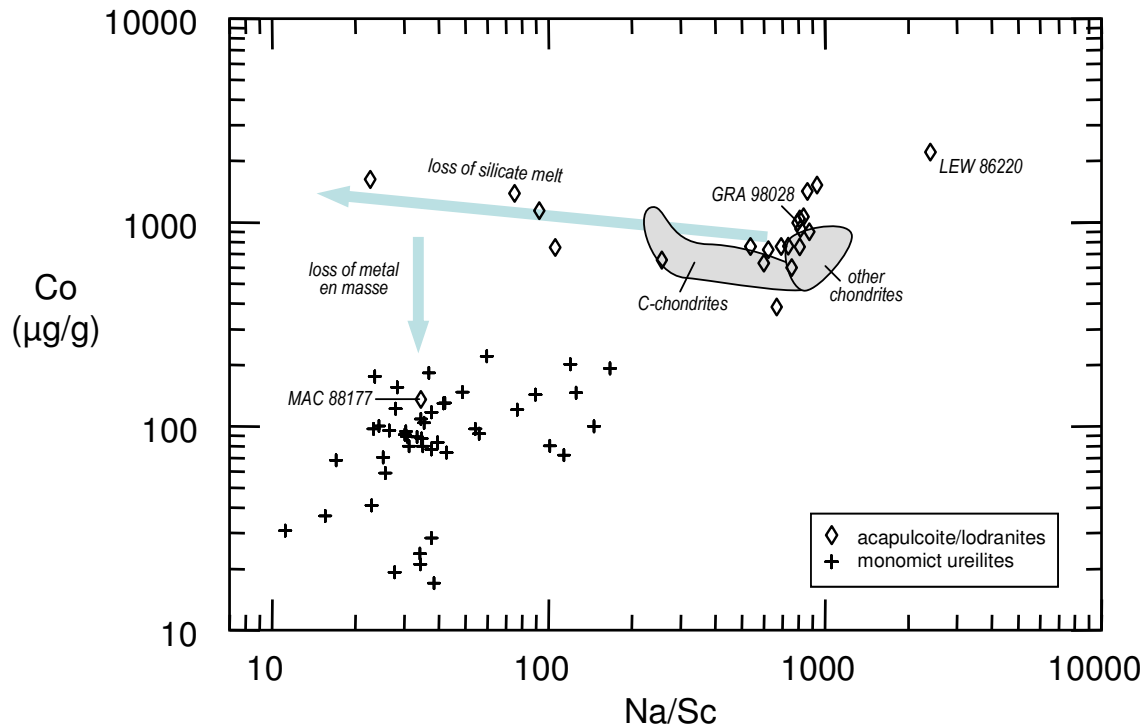 10000
1000
100
10
Co
(µg/g)
loss of silicate melt
GRA 98028
LEW 86220
loss of metal
en masse
C-chondrites
other
chondrites
MAC 88177
acapulcoite/lodranites
monomict ureilites
10
100
1000
10000
Na/Sc